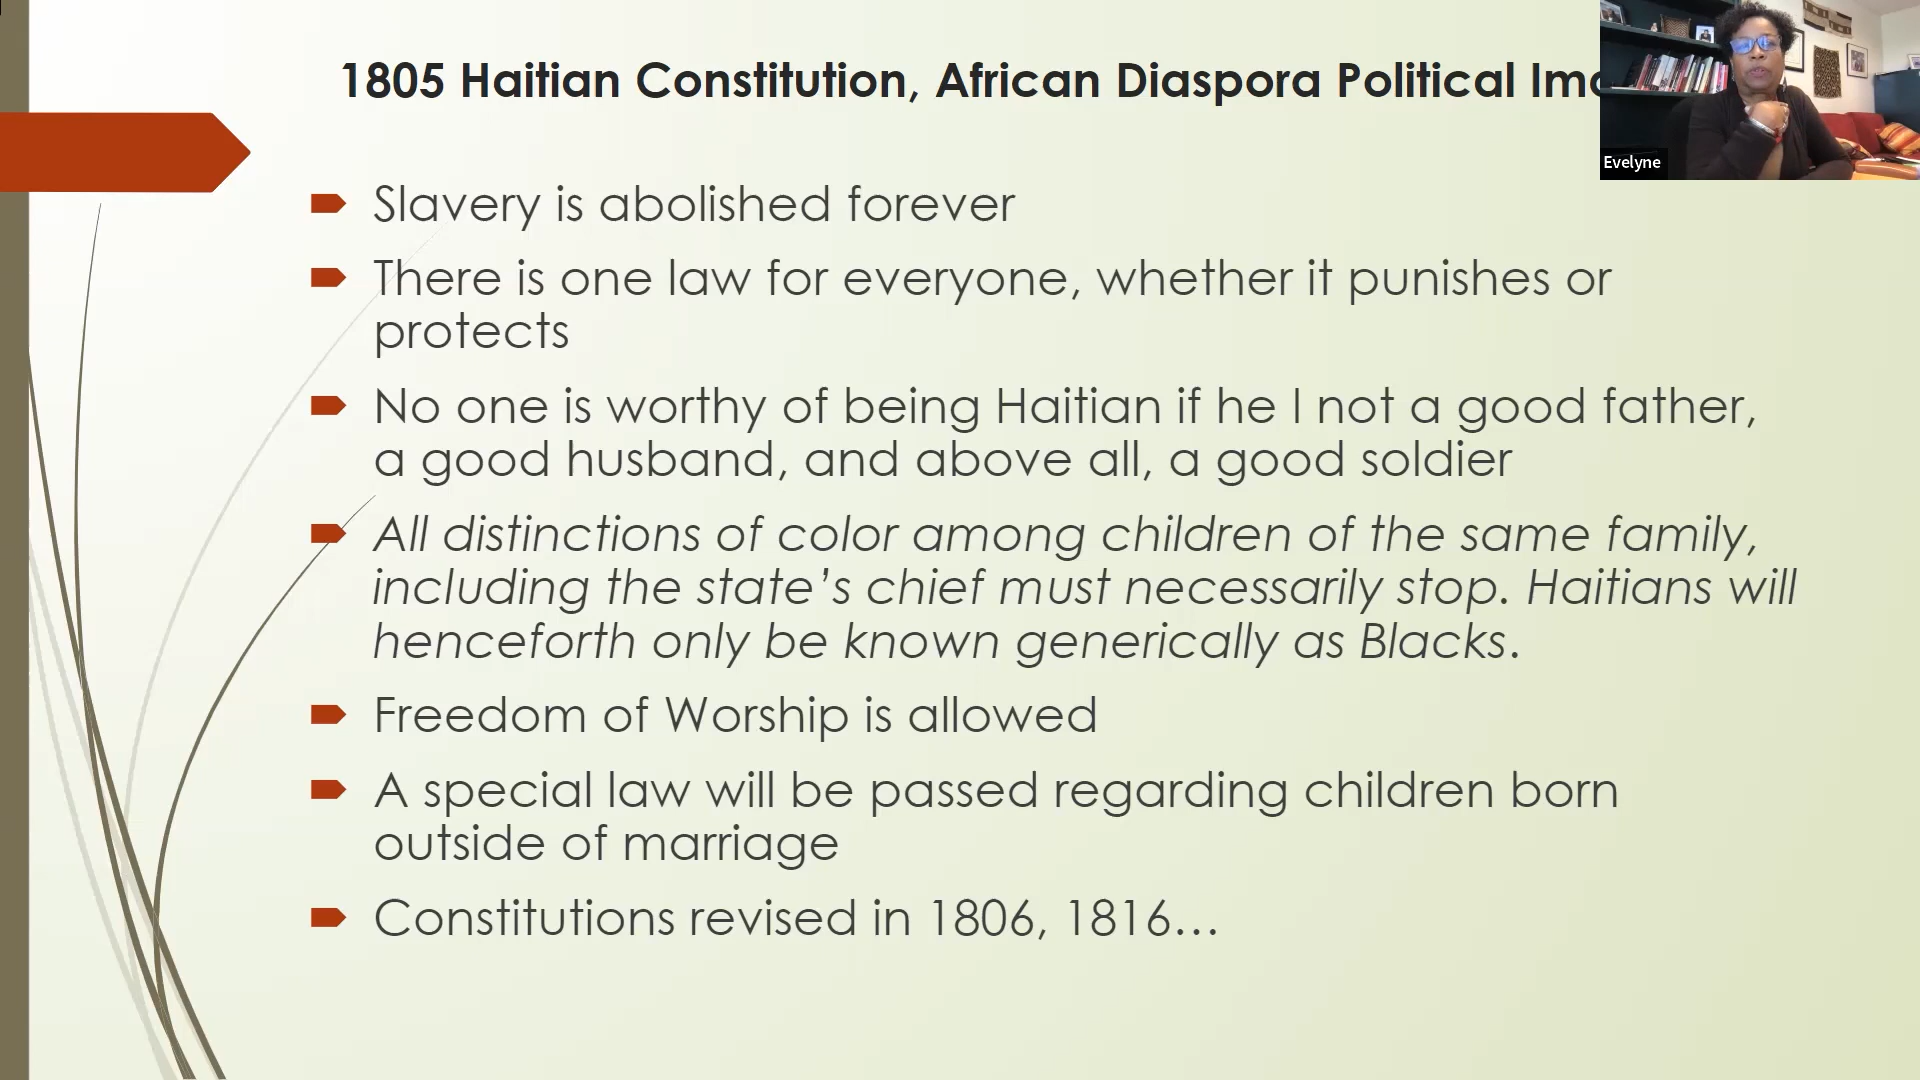 1805 Haitian Constitution, African Diaspora Political
Evelyne
Slavery is abolished forever
There is one law for everyone, whether it punishes or
protects
No one is worthy of being Haitian if he I not a good father,
a good husband, and above all, a good soldier
All distinctions of color among children of the same family,
including the state’s chief must necessarily stop. Haitians will
henceforth only be known generically as Blacks.
Freedom of Worship is allowed
A special law will be passed regarding children born
outside of marriage
Constitutions revised in 1806, 1816…